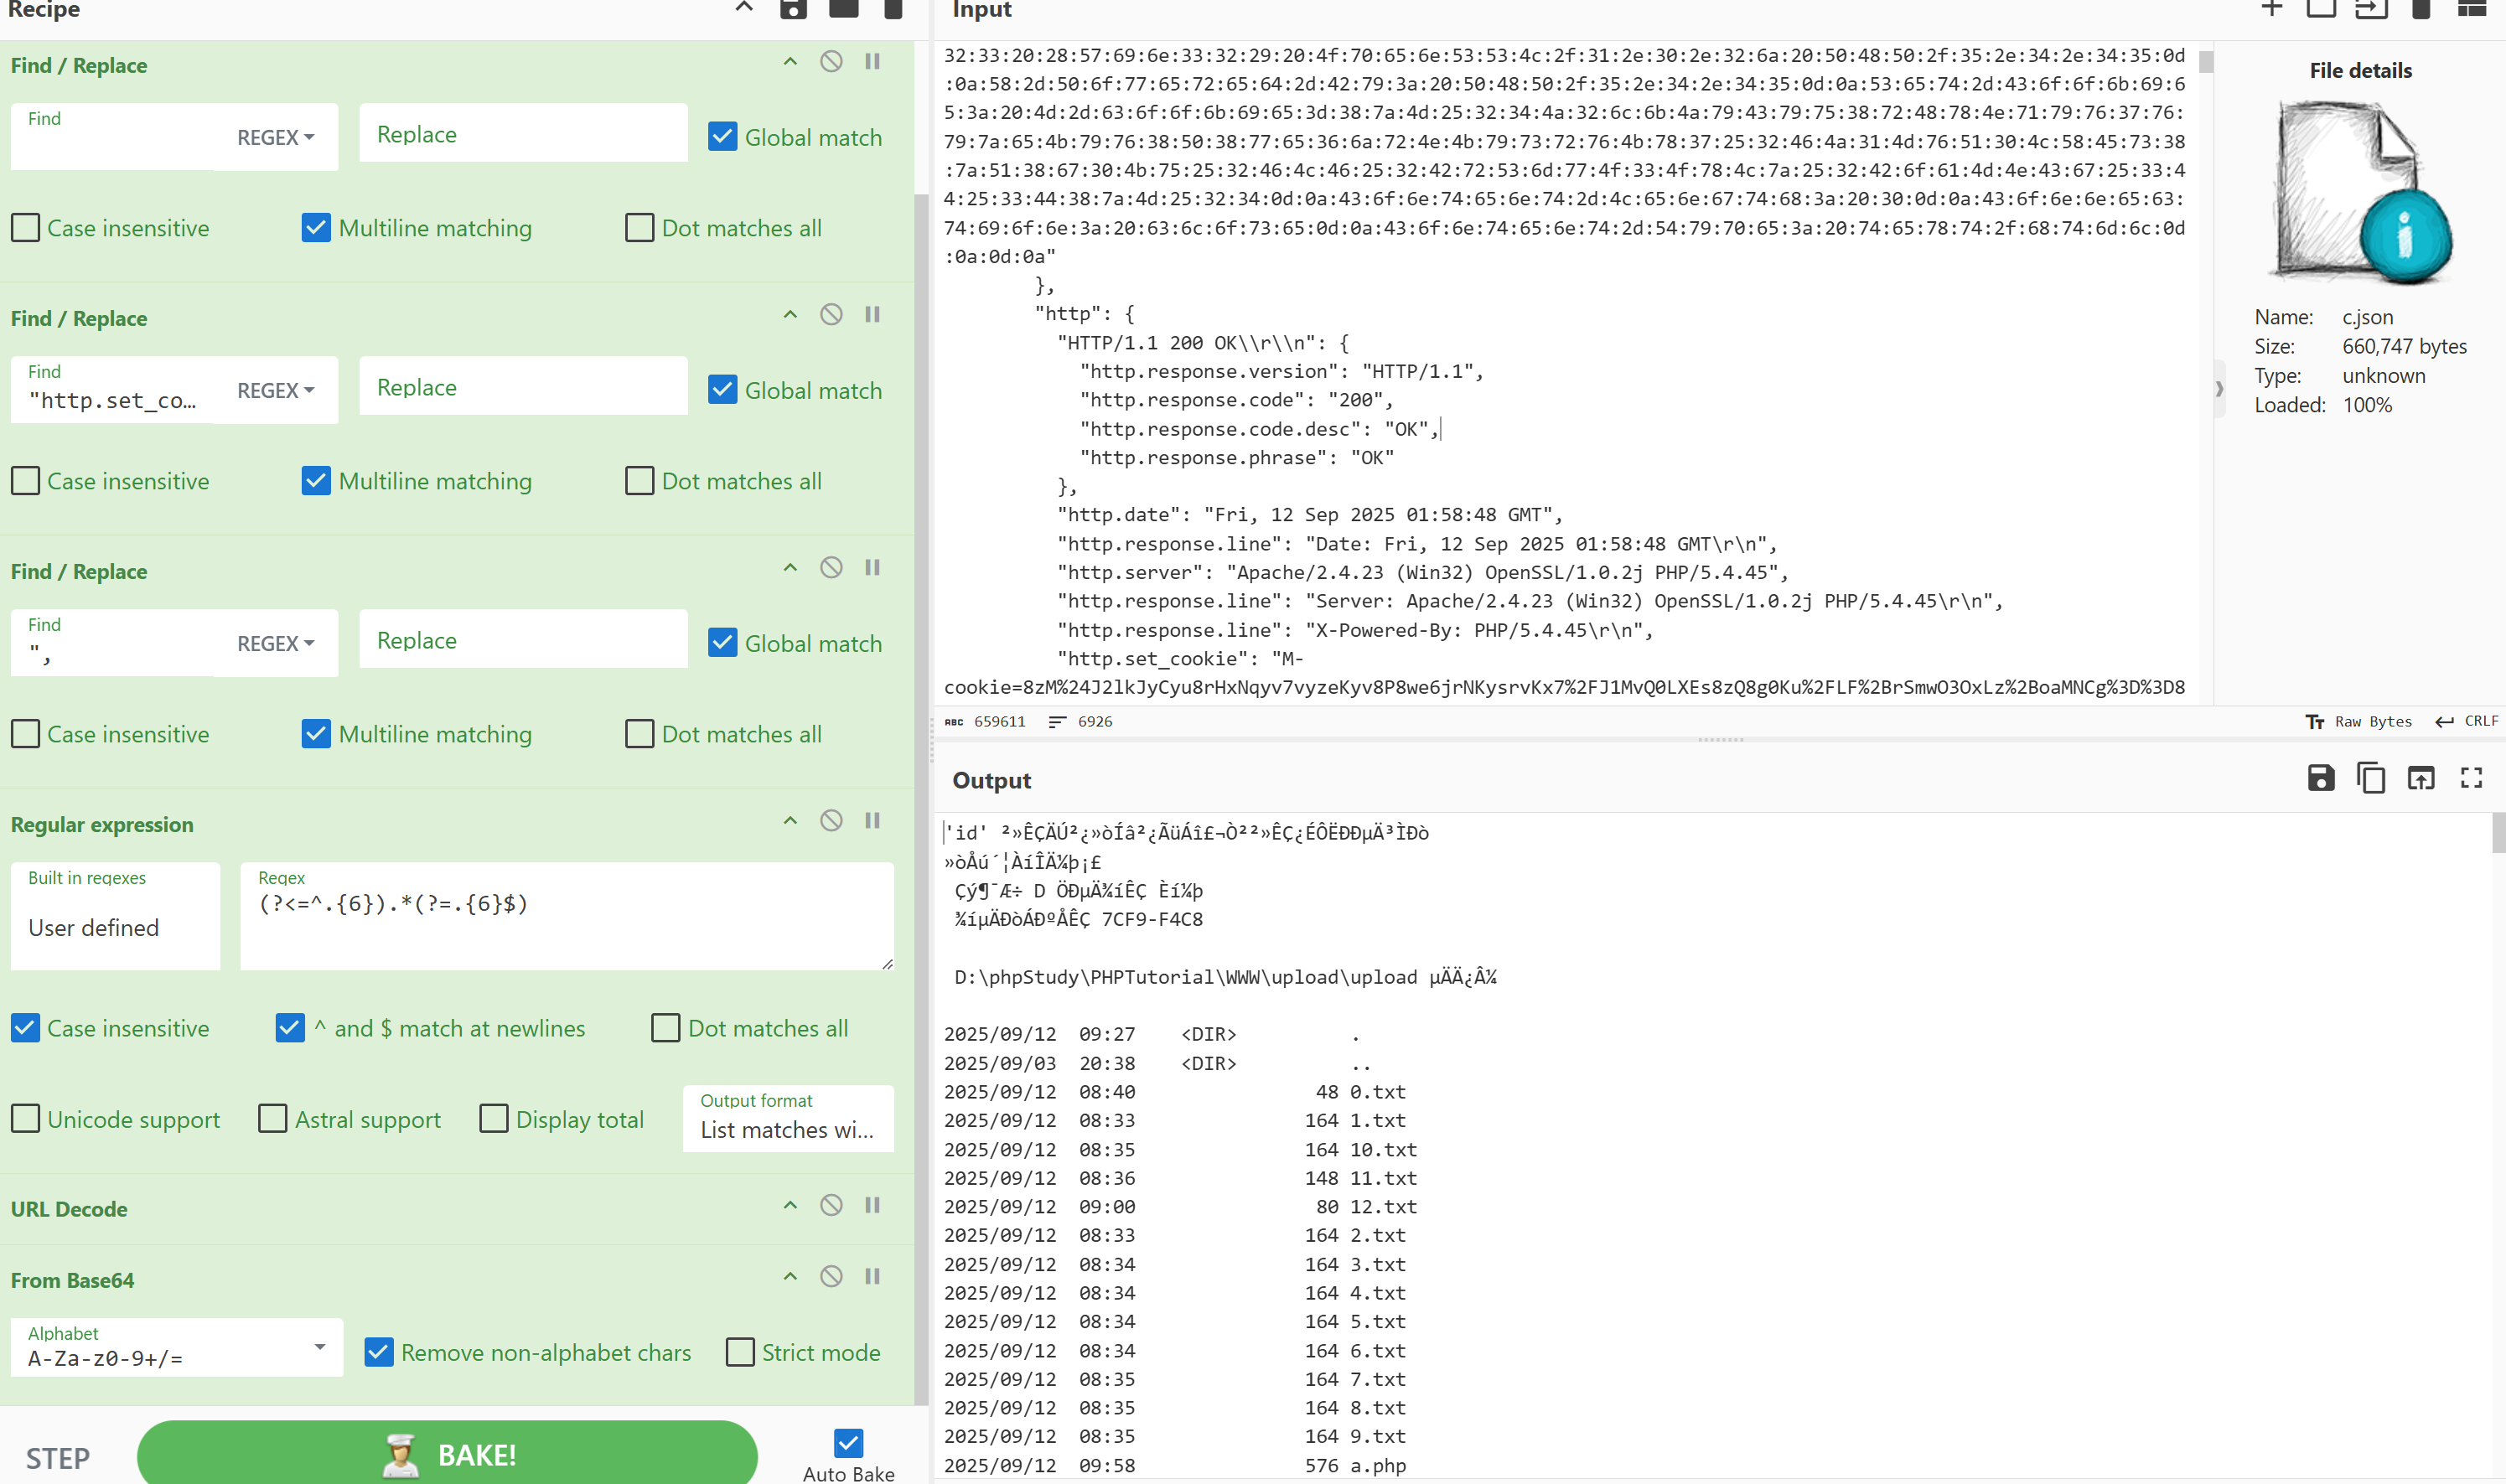 Recipe
Find / Replace
Find
REGEX
Replace
Global match
Case insensitive
Multiline matching
Dot matches all
Find / Replace
Find
"http.set_co…
REGEX
Replace
Global match
Case insensitive
Multiline matching
Dot matches all
Find / Replace
Find
",
REGEX
Replace
Global match
Case insensitive
Multiline matching
Dot matches all
Regular expression
Built in regexes
User defined
Regex
(?<=^.{6}).*(?=.{6}$)
Case insensitive
^ and $ match at newlines
Dot matches all
Unicode support
Astral support
Display total
Output format
List matches wi…
URL Decode
From Base64
Alphabet
A-Za-z0-9+/=
Remove non-alphabet chars
Strict mode
STEP
BAKE!
Auto Bake
Input
32:33:20:28:57:69:6e:33:32:29:20:4f:70:65:6e:53:53:4c:2f:31:2e:30:2e:32:6a:20:50:48:50:2f:35:2e:34:2e:34:35:0d
:0a:58:2d:50:6f:77:65:72:65:64:2d:42:79:3a:20:50:48:50:2f:35:2e:34:2e:34:35:0d:0a:53:65:74:2d:43:6f:6f:6b:69:6
5:3a:20:4d:2d:63:6f:6f:6b:69:65:3d:38:7a:4d:25:32:34:4a:32:6c:6b:4a:79:43:79:75:38:72:48:78:4e:71:79:76:37:76:
79:7a:65:4b:79:76:38:50:38:77:65:36:6a:72:4e:4b:79:73:72:76:4b:78:37:25:32:46:4a:31:4d:76:51:30:4c:58:45:73:38
:7a:51:38:67:30:4b:75:25:32:46:4c:46:25:32:42:72:53:6d:77:4f:33:4f:78:4c:7a:25:32:42:6f:61:4d:4e:43:67:25:33:4
4:25:33:44:38:7a:4d:25:32:34:0d:0a:43:6f:6e:74:65:6e:74:2d:4c:65:6e:67:74:68:3a:20:30:0d:0a:43:6f:6e:6e:65:63:
74:69:6f:6e:3a:20:63:6c:6f:73:65:0d:0a:43:6f:6e:74:65:6e:74:2d:54:79:70:65:3a:20:74:65:78:74:2f:68:74:6d:6c:0d
:0a:0d:0a"
},
"http": {
"HTTP/1.1 200 OK\\r\\n": {
"http.response.version": "HTTP/1.1",
"http.response.code": "200",
"http.response.code.desc": "OK",
"http.response.phrase": "OK"
},
"http.date": "Fri, 12 Sep 2025 01:58:48 GMT",
"http.response.line": "Date: Fri, 12 Sep 2025 01:58:48 GMT\r\n",
"http.server": "Apache/2.4.23 (Win32) OpenSSL/1.0.2j PHP/5.4.45",
"http.response.line": "Server: Apache/2.4.23 (Win32) OpenSSL/1.0.2j PHP/5.4.45\r\n",
"http.response.line": "X-Powered-By: PHP/5.4.45\r\n",
"http.set_cookie": "M-
cookie=8zM%24J2lkJyCyu8rHxNqyv7vyzeKyv8P8we6jrNKysrvKx7%2FJ1MvQ0LXEs8zQ8g0Ku%2FLF%2BrSmwO3OxLz%2BoaMNCg%3D%3D8
ABC 659611
6926
Raw Bytes
CRLF
File details
Name: c.json
Size: 660,747 bytes
Type: unknown
Loaded: 100%
Output
'id' ²»ÊÇÄÚ²¿»òÍâ²¿ÃüÁî£¬Ò²²»ÊÇ¿ÉÔËÐÐµÄ³ÌÐò
»òÅú´¦ÀíÎÄ¼þ¡£
Çý¶¯Æ÷ D ÖÐµÄ¾íÊÇ Èí¼þ
¾íµÄÐòÁÐºÅÊÇ 7CF9-F4C8
D:\phpStudy\PHPTutorial\WWW\upload\upload µÄÄ¿Â¼
2025/09/12 09:27 <DIR> .
2025/09/03 20:38 <DIR> ..
2025/09/12 08:40 48 0.txt
2025/09/12 08:33 164 1.txt
2025/09/12 08:35 164 10.txt
2025/09/12 08:36 148 11.txt
2025/09/12 09:00 80 12.txt
2025/09/12 08:33 164 2.txt
2025/09/12 08:34 164 3.txt
2025/09/12 08:34 164 4.txt
2025/09/12 08:34 164 5.txt
2025/09/12 08:34 164 6.txt
2025/09/12 08:35 164 7.txt
2025/09/12 08:35 164 8.txt
2025/09/12 08:35 164 9.txt
2025/09/12 09:58 576 a.php